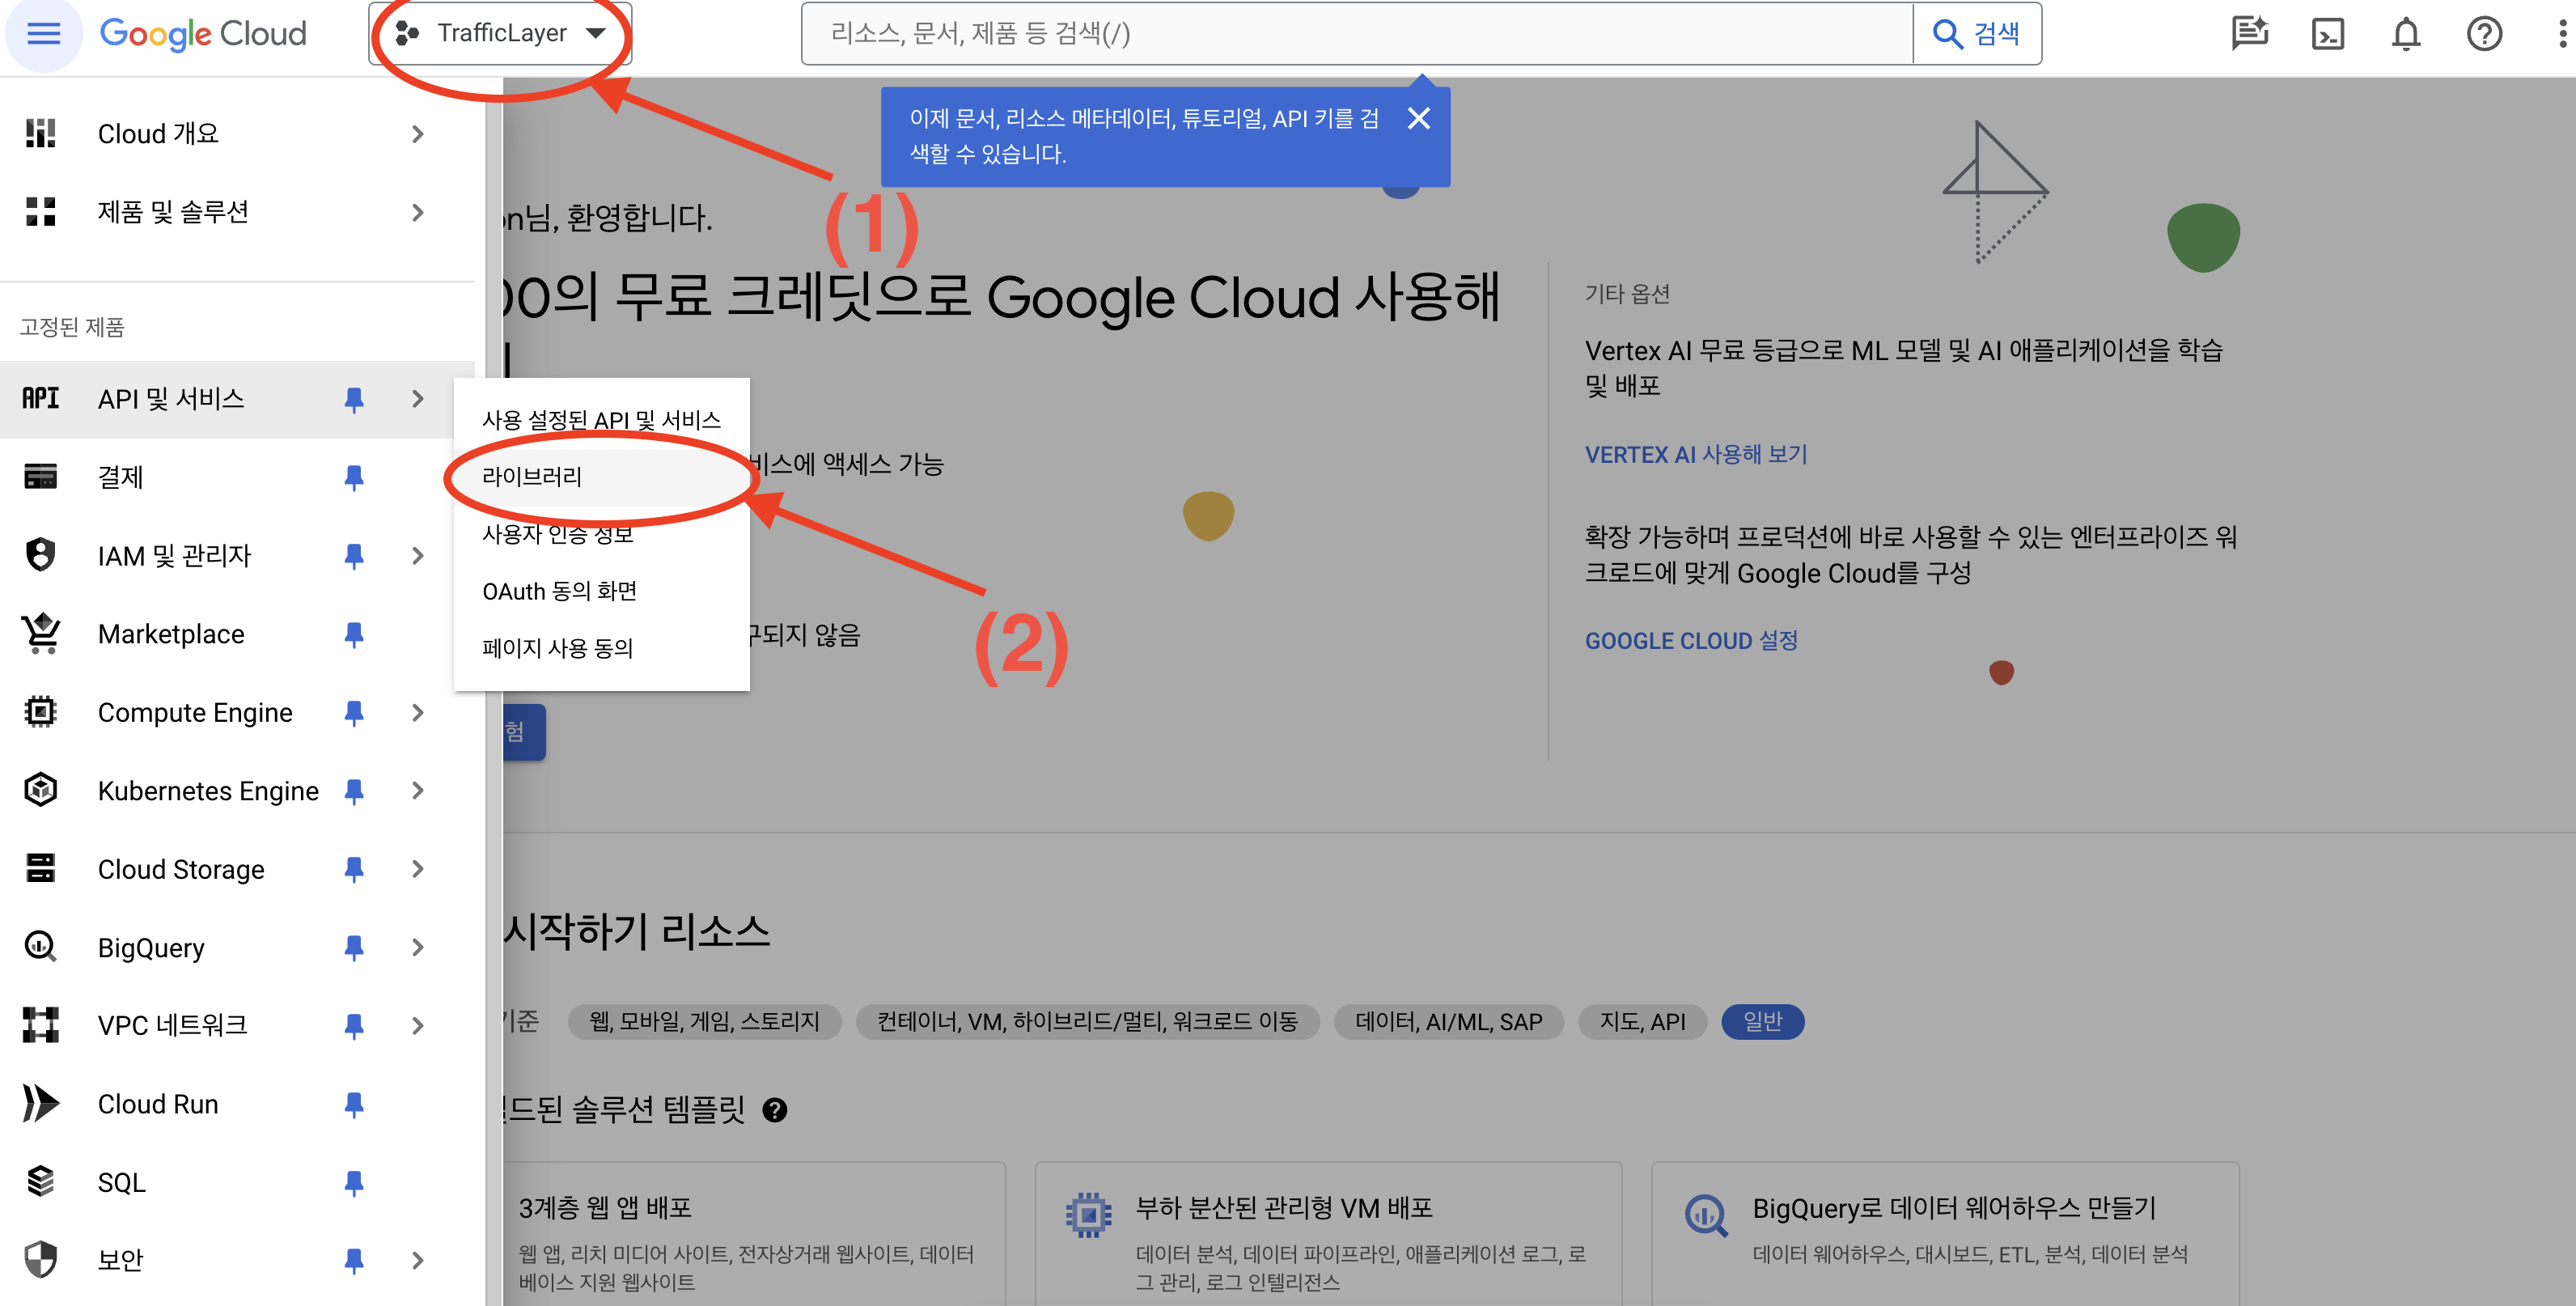 Google Cloud
TrafficLayer
리소스, 문서, 제품 등 검색(/)
검색
이제 문서, 리소스 메타데이터, 튜토리얼, API 키를 검
색할 수 있습니다.
(1)
Cloud 개요
제품 및 솔루션
고정된 제품
API 및 서비스
결제
IAM 및 관리자
Marketplace
Compute Engine
Kubernetes Engine
Cloud Storage
BigQuery
VPC 네트워크
Cloud Run
SQL
보안
사용 설정된 API 및 서비스
라이브러리
사용자 인증 정보
OAuth 동의 화면
페이지 사용 동의
(2)
님, 환영합니다.
0의 무료 크레딧으로 Google Cloud 사용해
비스에 액세스 가능
구되지 않음
험
기타 옵션
Vertex AI 무료 등급으로 ML 모델 및 AI 애플리케이션을 학습
및 배포
VERTEX AI 사용해 보기
확장 가능하며 프로덕션에 바로 사용할 수 있는 엔터프라이즈 워
크로드에 맞게 Google Cloud를 구성
GOOGLE CLOUD 설정
시작하기 리소스
기준
웹, 모바일, 게임, 스토리지
컨테이너, VM, 하이브리드/멀티, 워크로드 이동
데이터, AI/ML, SAP
지도, API
일반
드된 솔루션 템플릿
3계층 웹 앱 배포
웹 앱, 리치 미디어 사이트, 전자상거래 웹사이트, 데이터
베이스 지원 웹사이트
부하 분산된 관리형 VM 배포
데이터 분석, 데이터 파이프라인, 애플리케이션 로그, 로
그 관리, 로그 인텔리전스
BigQuery로 데이터 웨어하우스 만들기
데이터 웨어하우스, 대시보드, ETL, 분석, 데이터 분석